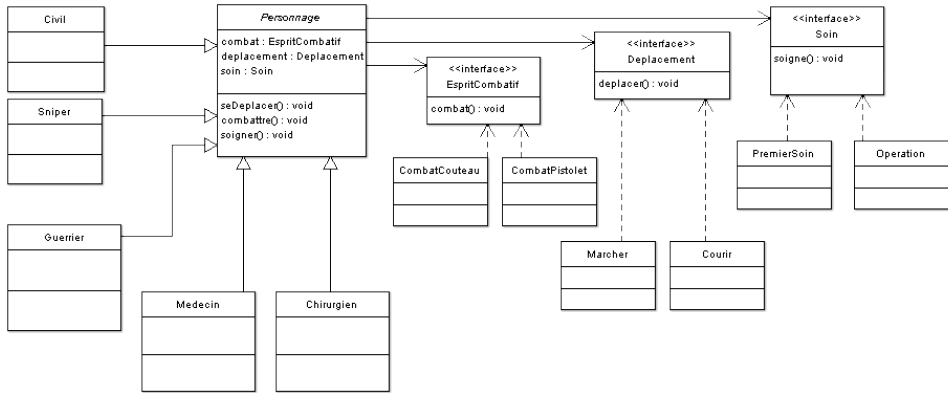 Civil
Personnage
combat : EspritCombatif
deplacement : Deplacement
soin : Soin
seDeplacer() : void
combattre() : void
soigner() : void
<<interface>>
Soin
soigne() : void
<<interface>>
Deplacement
deplacer() : void
<<interface>>
EspritCombatif
combat() : void
Sniper
CombatCouteau
CombatPistolet
PremierSoin
Operation
Guerrier
Marcher
Courir
Medecin
Chirurgien